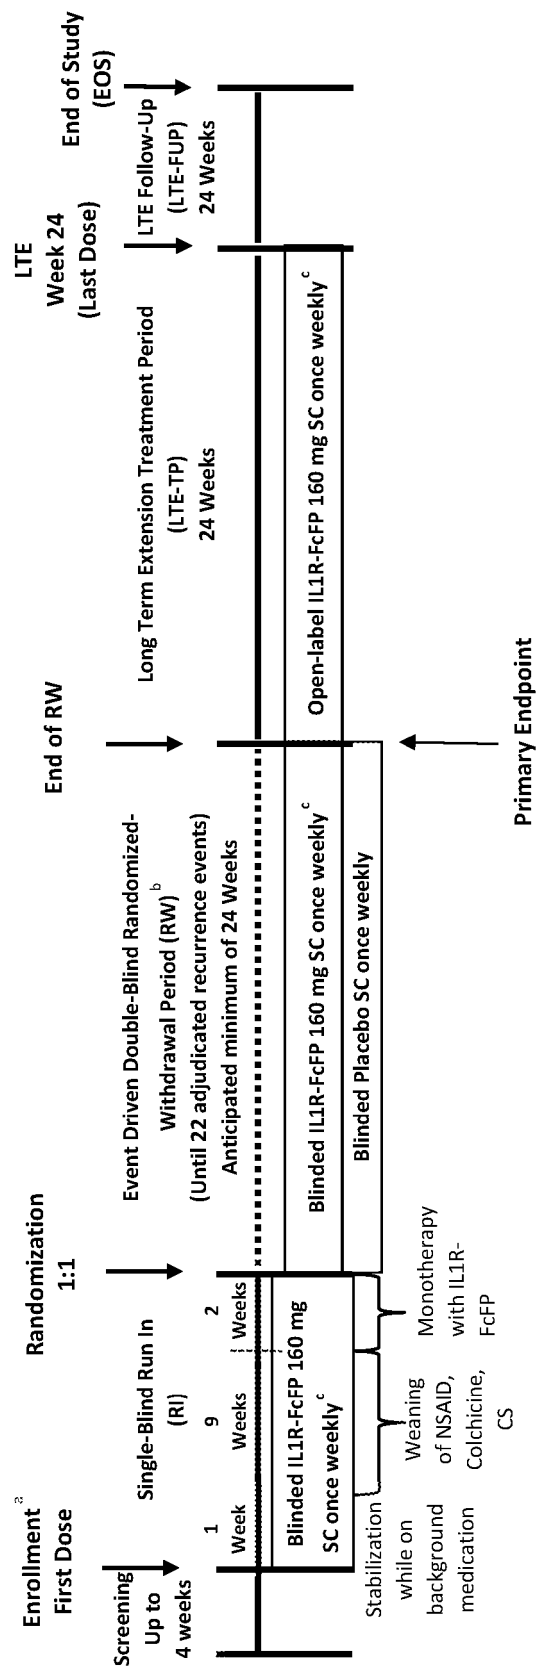 Enrollment a
First Dose
Randomization
1:1
End of RW
LTE
Week 24
(Last Dose)
End of Study
(EOS)
Screening
Up to
4 weeks
Single-Blind Run In
(RI)
1
Week
9
Weeks
2
Weeks
Event Driven Double-Blind Randomized-
Withdrawal Period (RW) b
(Until 22 adjudicated recurrence events)
Anticipated minimum of 24 Weeks
Long Term Extension Treatment Period
(LTE-TP)
24 Weeks
LTE Follow-Up
(LTE-FUP)
24 Weeks
Blinded IL1R-FcFP 160 mg
SC once weekly c
Blinded IL1R-FcFP 160 mg SC once weekly c
Blinded Placebo SC once weekly
Open-label IL1R-FcFP 160 mg SC once weekly c
Stabilization
while on
background
medication
Weaning
of NSAID,
Colchicine,
CS
Monotherapy
with IL1R-
FcFP
Primary Endpoint